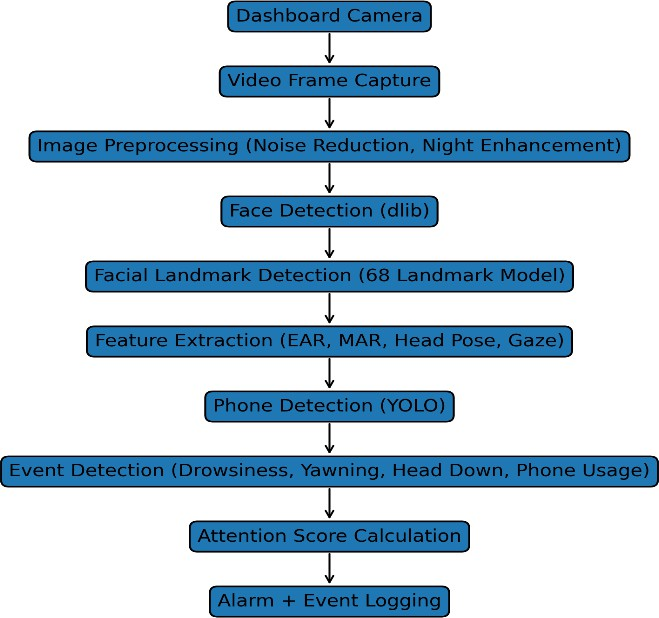 Dashboard Camera
Video Frame Capture
Image Preprocessing (Noise Reduction, Night Enhancement)
Face Detection (dlib)
Facial Landmark Detection (68 Landmark Model)
Feature Extraction (EAR, MAR, Head Pose, Gaze)
Phone Detection (YOLO)
Event Detection (Drowsiness, Yawning, Head Down, Phone Usage)
Attention Score Calculation
Alarm + Event Logging